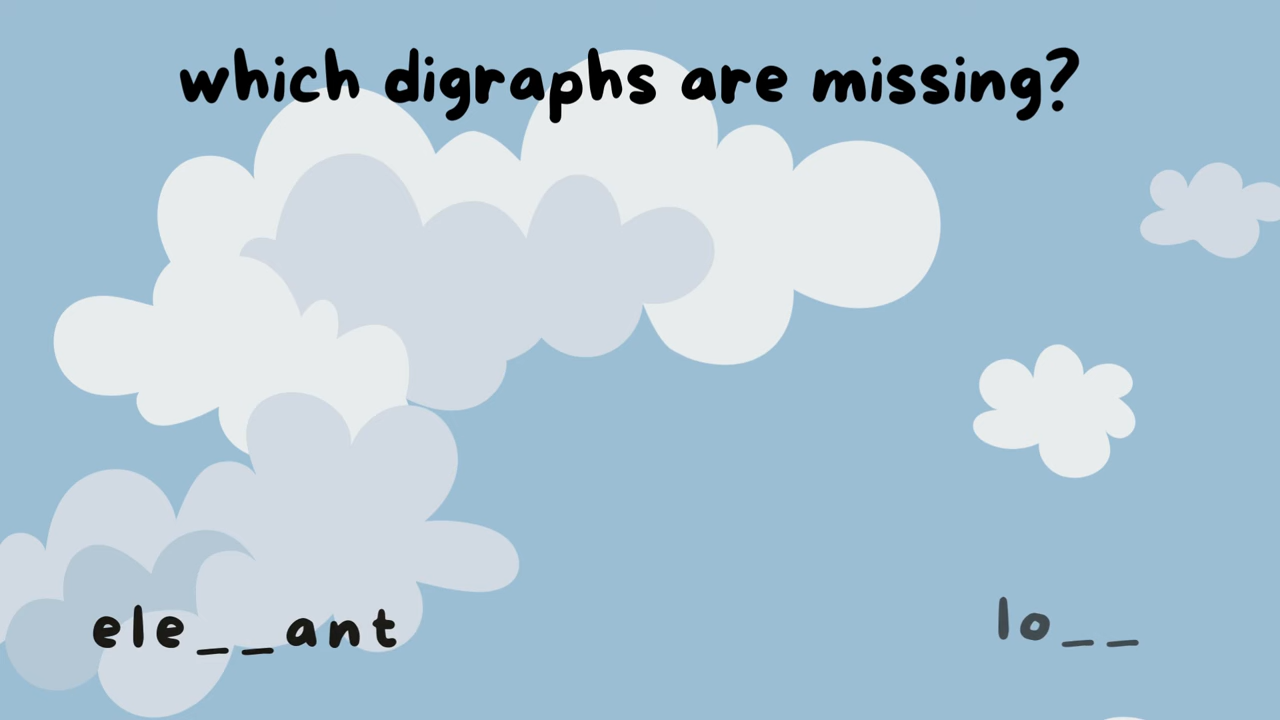 which digraphs are missing?
ele__ant
lo__